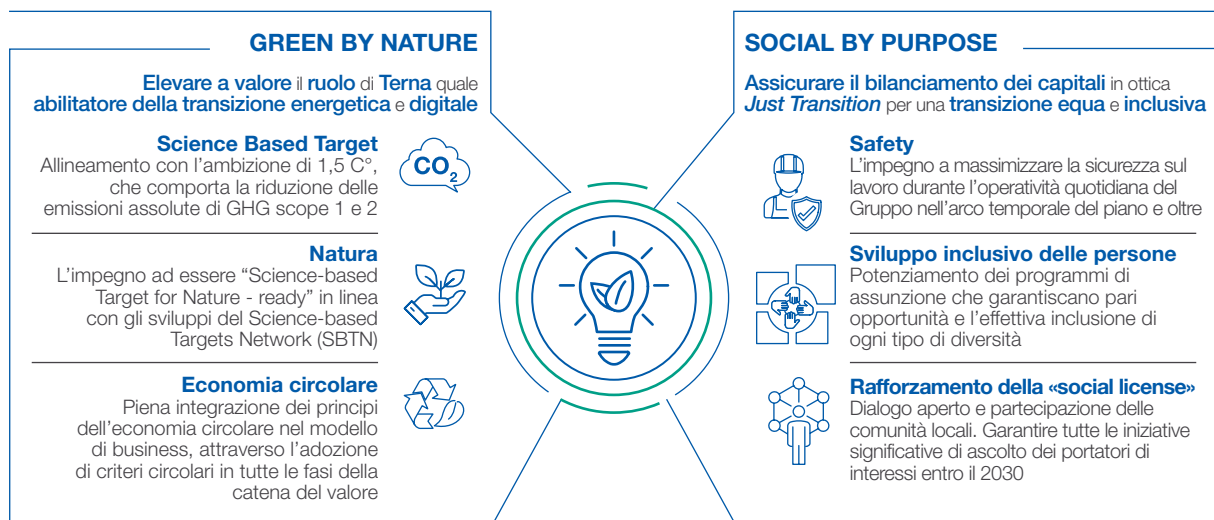 GREEN BY NATURE
Elevare a valore il ruolo di Terna quale
abilitatore della transizione energetica e digitale
Science Based Target
Allineamento con l'ambizione di 1,5 C°,
che comporta la riduzione delle
emissioni assolute di GHG scope 1 e 2
CO2
Natura
L'impegno ad essere “Science-based
Target for Nature - ready” in linea
con gli sviluppi del Science-based
Targets Network (SBTN)
Economia circolare
Piena integrazione dei principi
dell'economia circolare nel modello
di business, attraverso l'adozione
di criteri circolari in tutte le fasi della
catena del valore
SOCIAL BY PURPOSE
Assicurare il bilanciamento dei capitali in ottica
Just Transition per una transizione equa e inclusiva
Safety
L'impegno a massimizzare la sicurezza sul
lavoro durante l'operatività quotidiana del
Gruppo nell'arco temporale del piano e oltre
Sviluppo inclusivo delle persone
Potenziamento dei programmi di
assunzione che garantiscano pari
opportunità e l'effettiva inclusione di
ogni tipo di diversità
Rafforzamento della «social license»
Dialogo aperto e partecipazione delle
comunità locali. Garantire tutte le iniziative
significative di ascolto dei portatori di
interessi entro il 2030